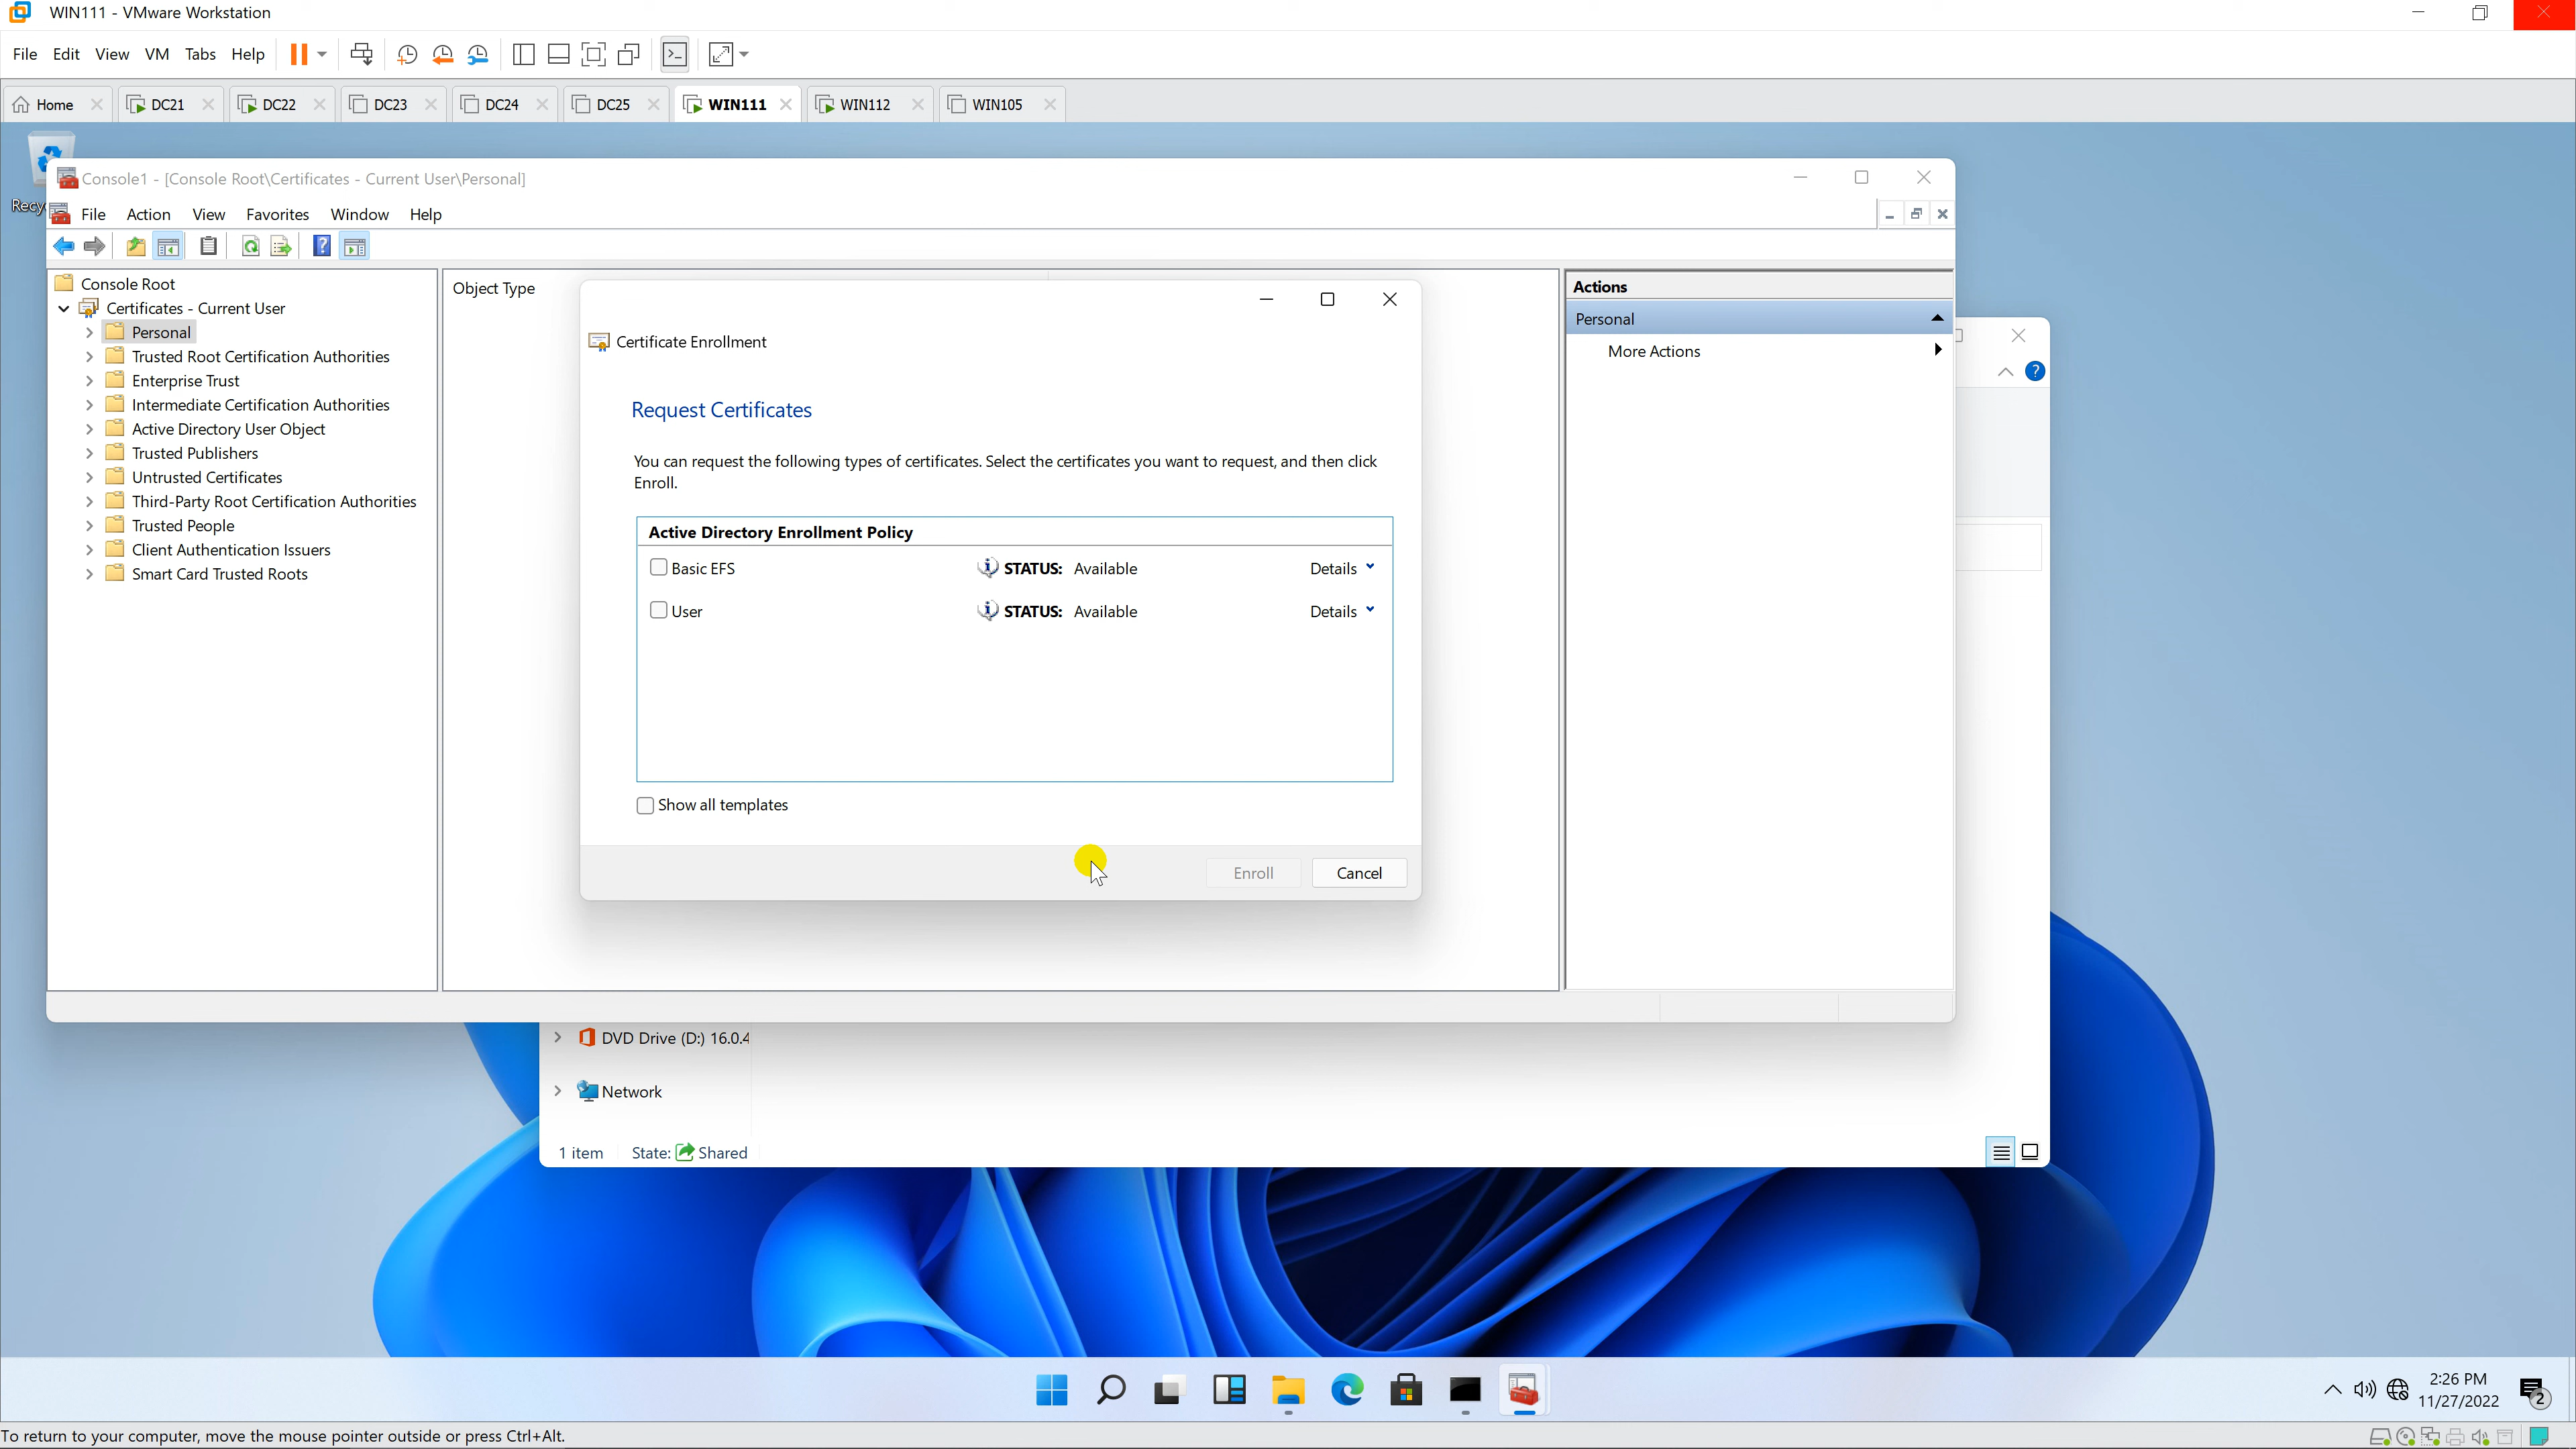 WIN111 - VMware Workstation
File Edit View VM Tabs Help
Home DC21 DC22 DC23 DC24 DC25 WIN111 WIN112 WIN105
Console1 - [Console Root\Certificates - Current User\Personal]
File Action View Favorites Window Help
Console Root
Certificates - Current User
Personal
Trusted Root Certification Authorities
Enterprise Trust
Intermediate Certification Authorities
Active Directory User Object
Trusted Publishers
Untrusted Certificates
Third-Party Root Certification Authorities
Trusted People
Client Authentication Issuers
Smart Card Trusted Roots
Object Type
Certificate Enrollment
Request Certificates
You can request the following types of certificates. Select the certificates you want to request, and then click
Enroll.
Active Directory Enrollment Policy
Basic EFS STATUS: Available Details
User STATUS: Available Details
Show all templates
Enroll Cancel
Actions
Personal
More Actions
DVD Drive (D:) 16.0.4
Network
1 item State: Shared
2:26 PM
11/27/2022
2
To return to your computer, move the mouse pointer outside or press Ctrl+Alt.